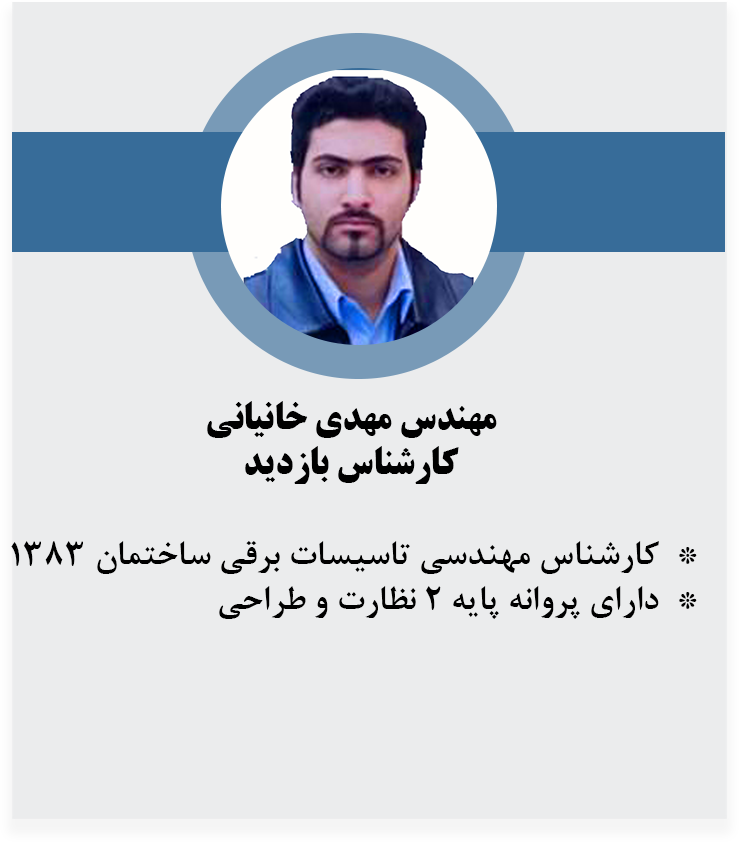 مهندس مهدی خانیانی
کارشناس بازدید
❊ کارشناس مهندسی تاسیسات برقی ساختمان ۱۳۸۳
❊ دارای پروانه پایه ۲ نظارت و طراحی